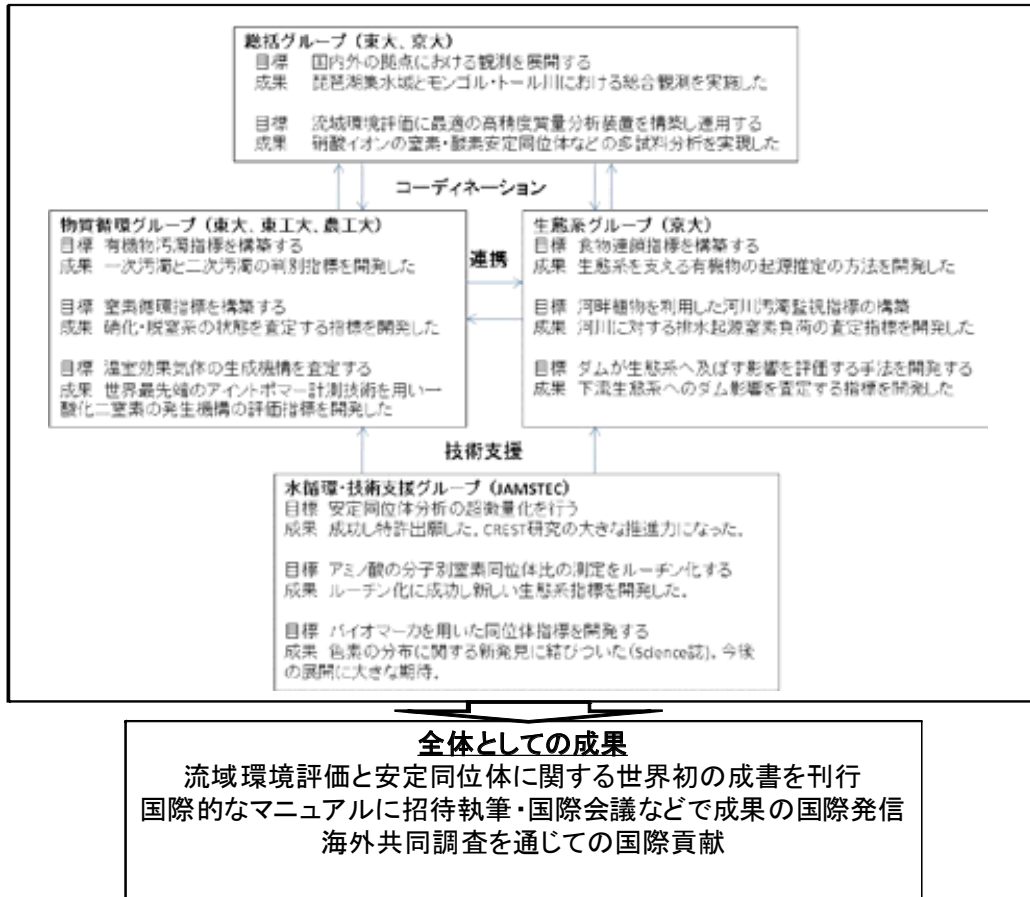 総括グループ（東大、京大）
目標 国内外の拠点における観測を展開する
成果 琵琶湖集水域とモンゴル・トール川における総合観測を実施した
目標 流域環境評価に最適の高精度質量分析装置を構築し運用する
成果 硝酸イオンの窒素・酸素安定同位体などの多試料分析を実現した
コーディネーション
物質循環グループ（東大、東工大、農工大）
目標 有機物汚濁指標を構築する
成果 一次汚濁と二次汚濁の判別指標を開発した
目標 窒素循環指標を構築する
成果 硝化・脱窒系の状態を査定する指標を開発した
目標 温室効果気体の生成機構を査定する
成果 世界最先端のアイソトポマー計測技術を用い一
酸化二窒素の発生機構の評価指標を開発した
連携
生態系グループ（京大）
目標 食物連鎖指標を構築する
成果 生態系を支える有機物の起源推定の方法を開発した
目標 河畔植物を利用した河川汚濁監視指標の構築
成果 河川に対する排水起源窒素負荷の査定指標を開発した
目標 ダムが生態系へ及ぼす影響を評価する手法を開発する
成果 下流生態系へのダム影響を査定する指標を開発した
技術支援
水循環・技術支援グループ（JAMSTEC）
目標 安定同位体分析の超微量化を行う
成果 成功し特許出願した。CREST研究の大きな推進力になった。
目標 アミノ酸の分子別窒素同位体比の測定をルーチン化する
成果 ルーチン化に成功し新しい生態系指標を開発した。
目標 バイオマーカを用いた同位体指標を開発する
成果 色素の分布に関する新発見に結びついた(Science誌)。今後
の展開に大きな期待。
全体としての成果
流域環境評価と安定同位体に関する世界初の成書を刊行
国際的なマニュアルに招待執筆・国際会議などで成果の国際発信
海外共同調査を通じての国際貢献